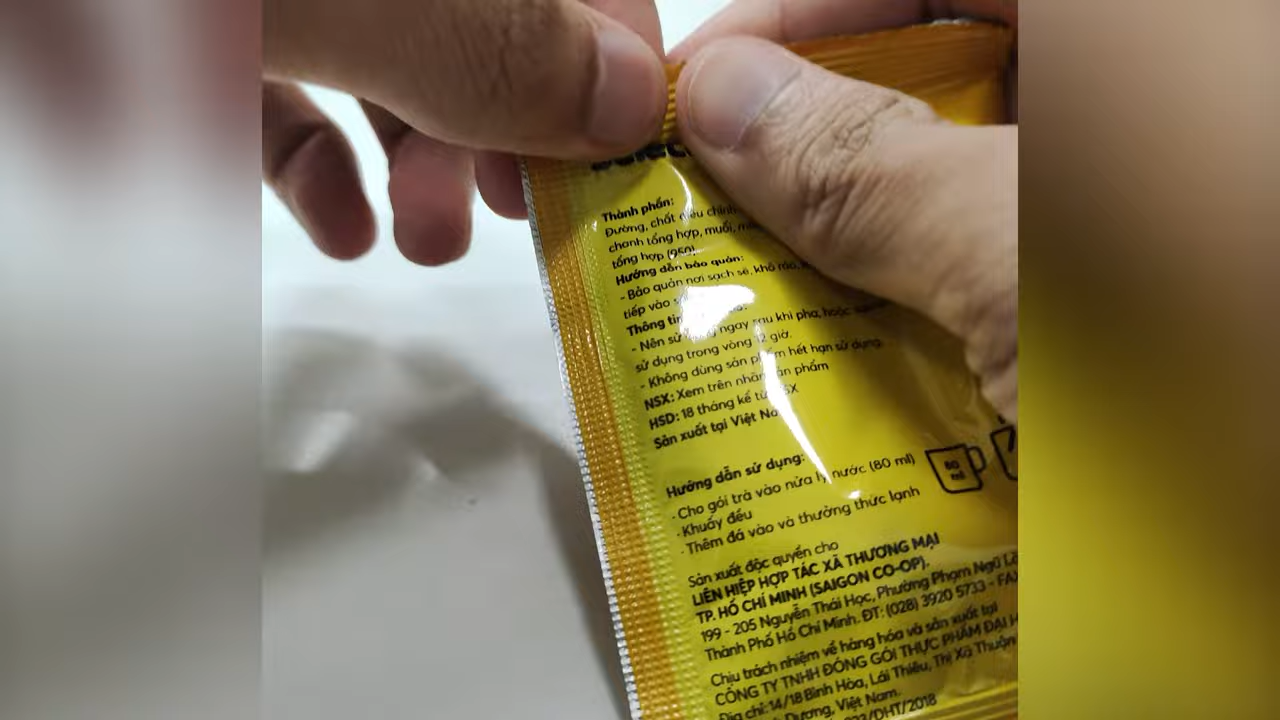 Thành phần:
Đường, chất điều chỉnh
chanh tổng hợp, muối,
tổng hợp (950).
Hướng dẫn bảo quản:
- Bảo quản nơi sạch sẽ, khô ráo,
tiếp vào
Thông tin
- Nên sử ngay sau khi pha, hoặc
sử dụng trong vòng 12 giờ.
- Không dùng sản phẩm hết hạn sử dụng.
NSX: Xem trên nhãn sản phẩm
HSD: 18 tháng kể từ NSX
Sản xuất tại Việt Nam
Hướng dẫn sử dụng:
. Cho gói trà vào nửa ly nước (80 ml)
. Khuấy đều
. Thêm đá vào và thưởng thức lạnh
80
ml
Sản xuất độc quyền cho
LIÊN HIỆP HỢP TÁC XÃ THƯƠNG MẠI
TP. HỒ CHÍ MINH (SAIGON CO-OP).
199 - 205 Nguyễn Thái Học, Phường Phạm Ngũ Lã
Thành Phố Hồ Chí Minh. ĐT: (028) 3920 5733 - FAX
Chịu trách nhiệm về hàng hóa và sản xuất tại
CÔNG TY TNHH ĐÓNG GÓI THỰC PHẨM ĐẠI H
Địa chỉ: 14/18 Bình Hòa, Lái Thiêu, Thị Xã Thuận
Dương, Việt Nam.
/DHT/2018